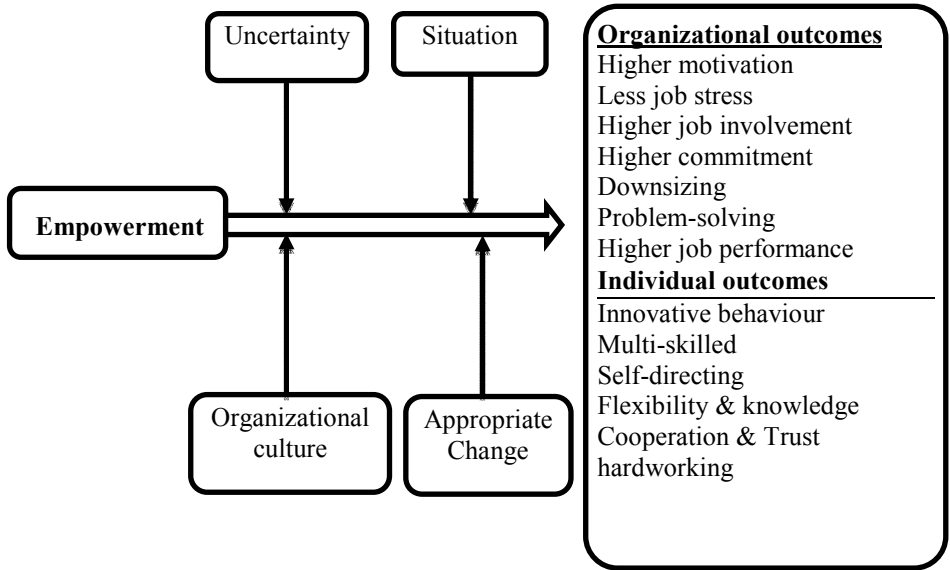 Uncertainty
Situation
Empowerment
Organizational
culture
Appropriate
Change
Organizational outcomes
Higher motivation
Less job stress
Higher job involvement
Higher commitment
Downsizing
Problem-solving
Higher job performance
Individual outcomes
Innovative behaviour
Multi-skilled
Self-directing
Flexibility & knowledge
Cooperation & Trust
hardworking